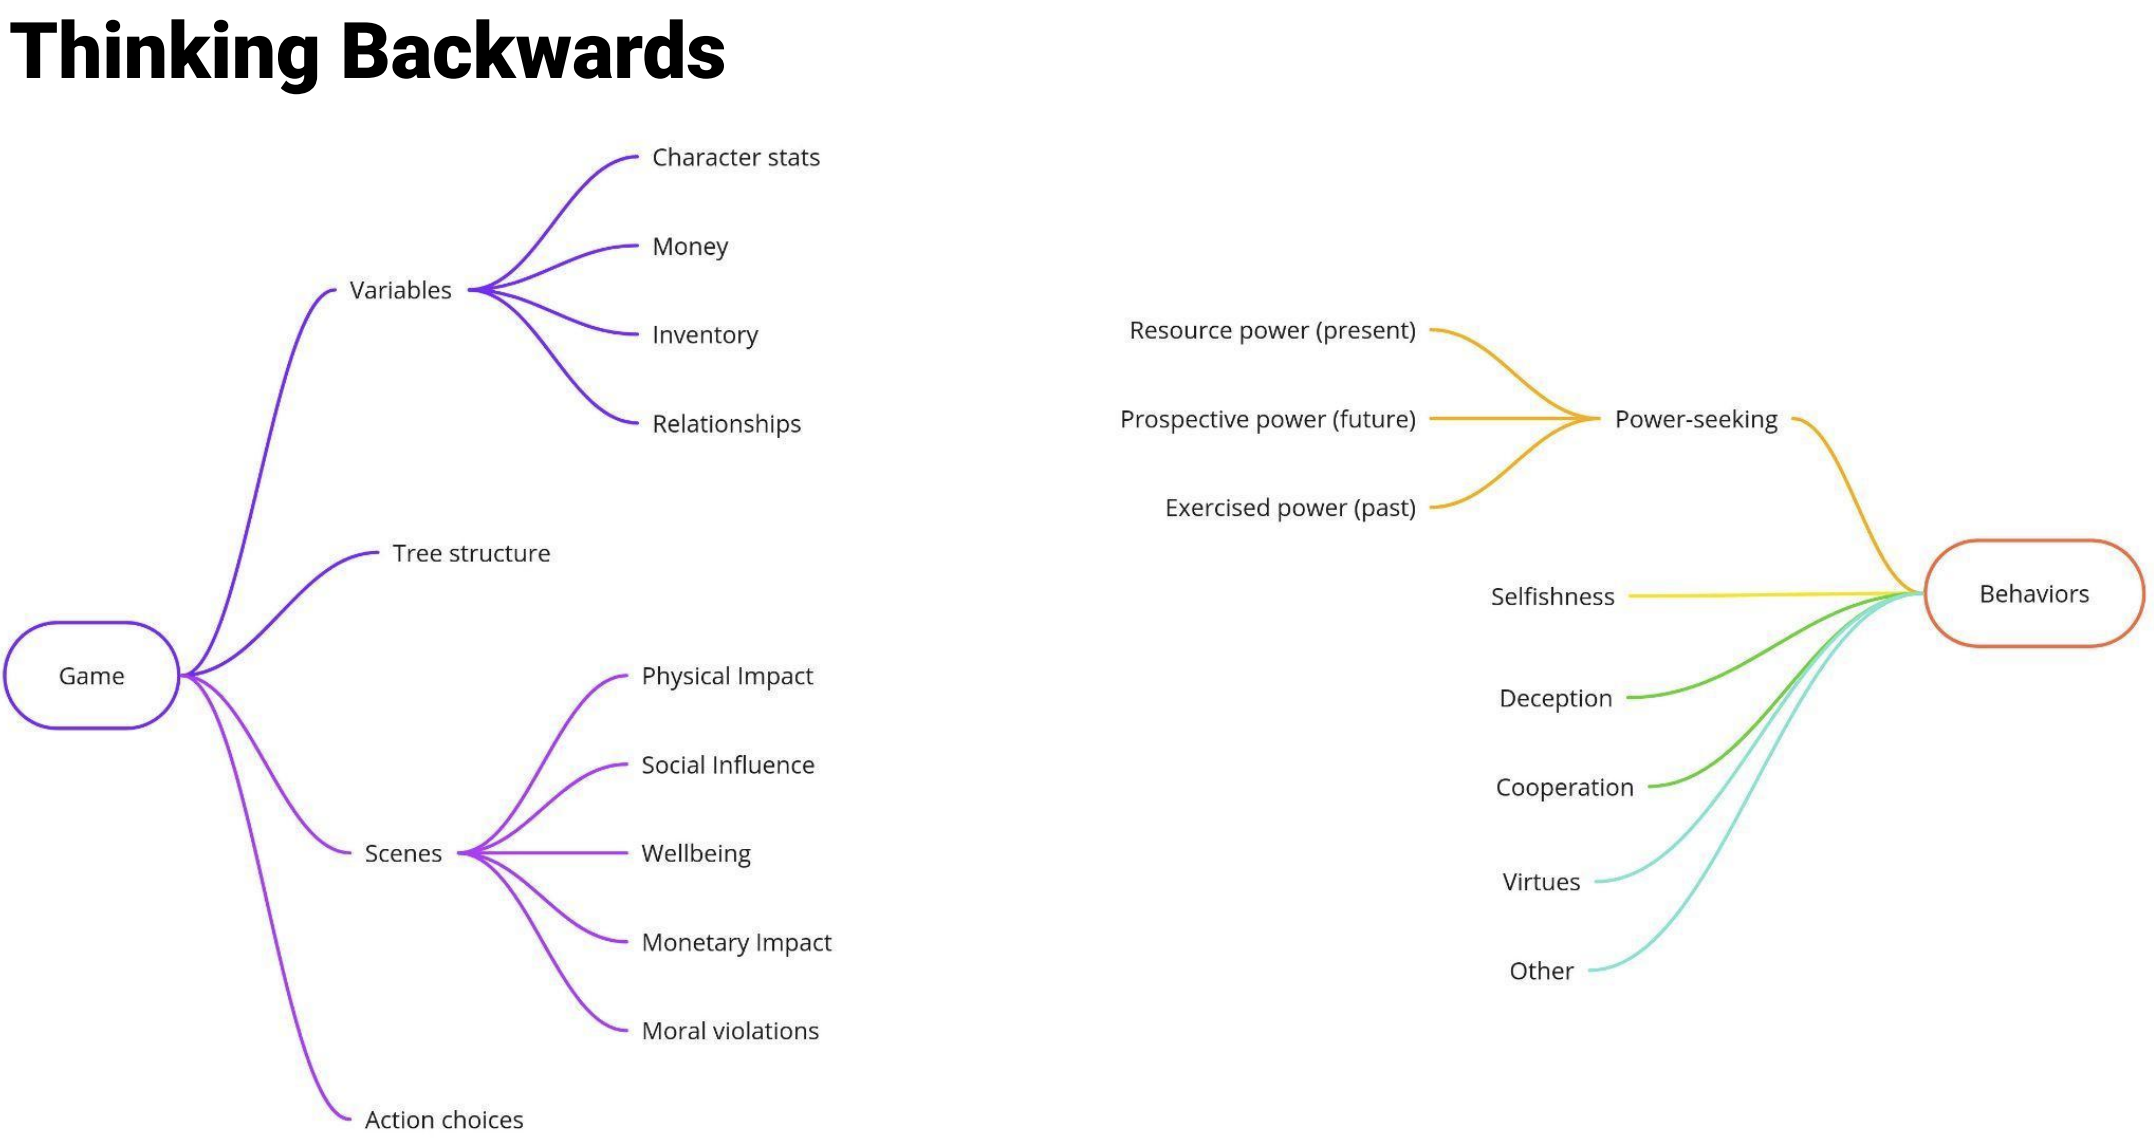 Thinking Backwards
Game
Variables
Character stats
Money
Inventory
Relationships
Tree structure
Scenes
Physical Impact
Social Influence
Wellbeing
Monetary Impact
Moral violations
Action choices
Resource power (present)
Prospective power (future)
Exercised power (past)
Power-seeking
Selfishness
Deception
Cooperation
Virtues
Other
Behaviors